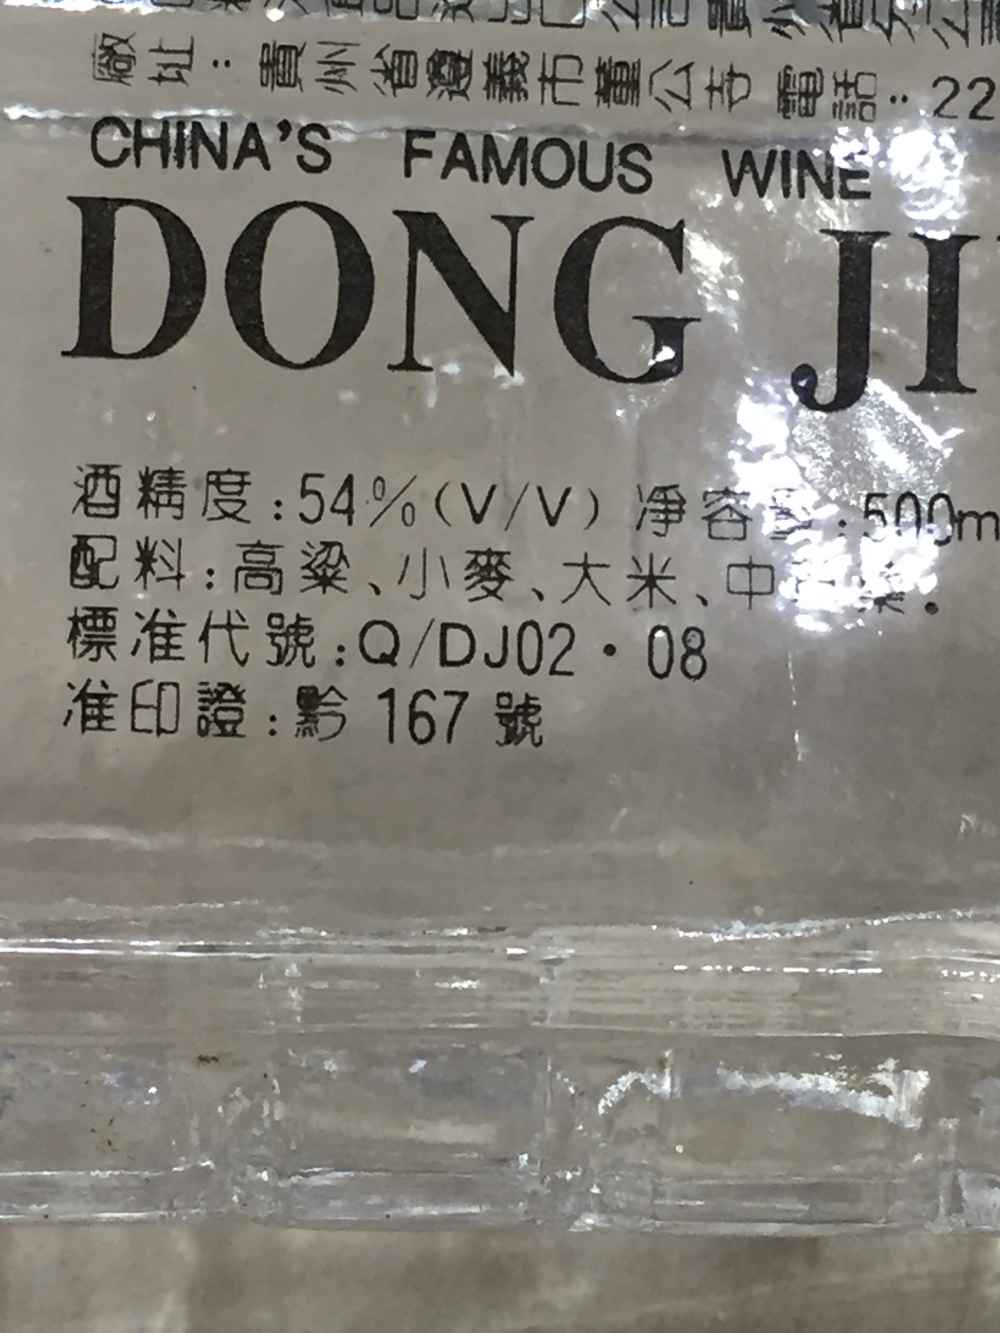 廠址：貴州省遵義市董公寺 電話：22
CHINA'S FAMOUS WINE
DONG JI
酒精度:54%(V/V) 淨容量:500m
配料:高粱、小麥、大米、中
標准代號:Q/DJ02·08
准印證:黔 167 號